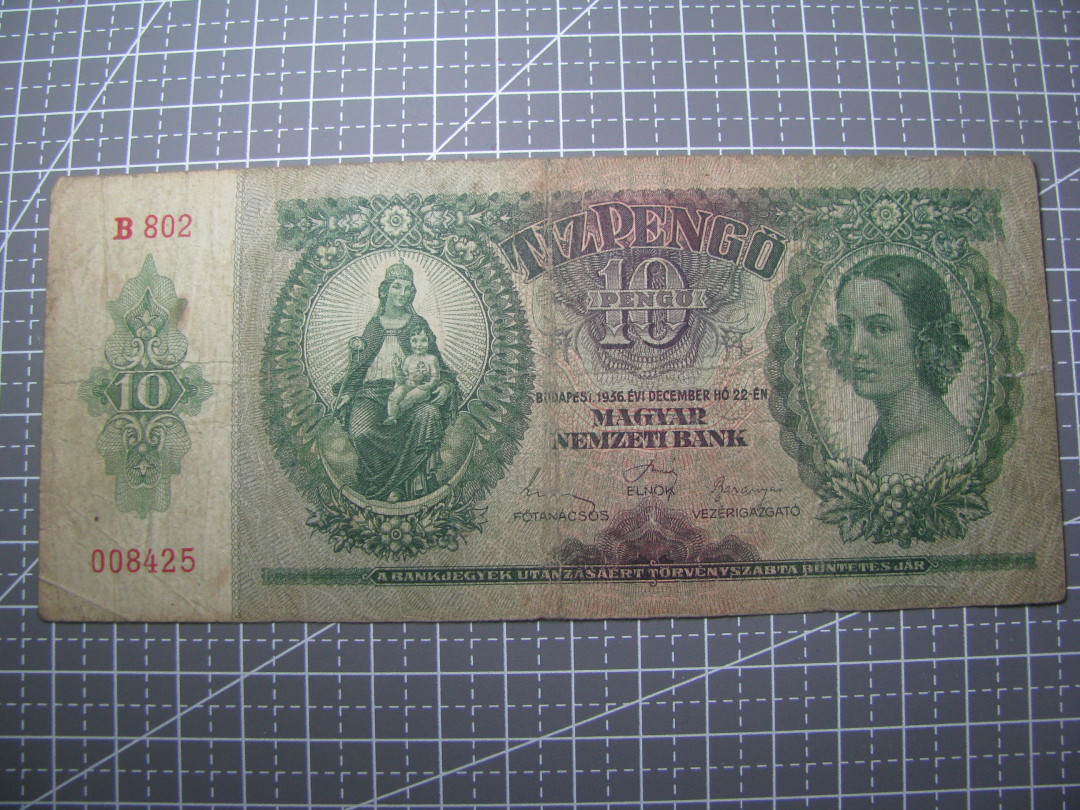 B 802
TÍZPENGŐ
10
PENGŐ
10
BUDAPEST, 1936. ÉVI DECEMBER HÓ 22-ÉN
MAGYAR
NEMZETI BANK
ELNÖK
FŐTANÁCSOS
VEZÉRIGAZGATÓ
008425
A BANKJEGYEK UTÁNZÁSÁÉRT TÖRVÉNYSZABTA BÜNTETÉS JÁR